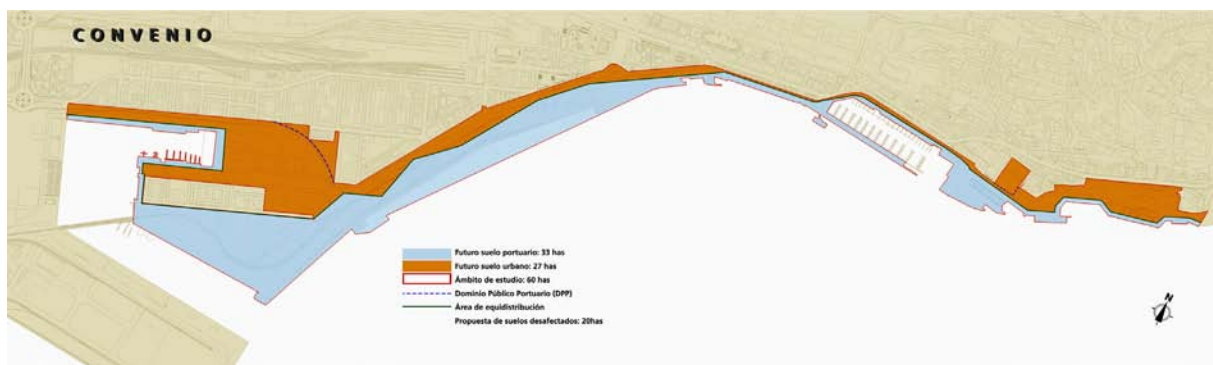 CONVENIO
Futuro suelo portuario: 33 has
Futuro suelo urbano: 27 has
Ámbito de estudio: 60 has
Dominio Público Portuario (DPP)
Área de equidistribución
Propuesta de suelos desafectados: 20has
N